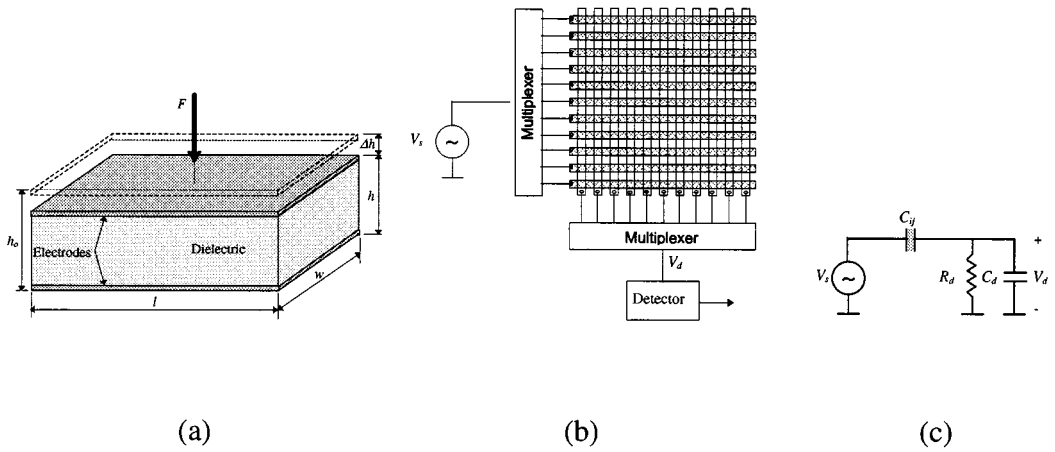 F
Δh
h
h₀
Electrodes
Dielectric
w
l
(a)
Multiplexer
Vₛ
~
Multiplexer
V_d
Detector
(b)
C_ij
Vₛ
~
R_d
C_d
+
V_d
-
(c)